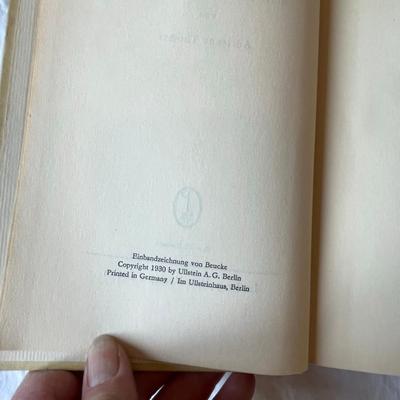 Einbandzeichnung von Beucke
Copyright 1930 by Ullstein A. G. Berlin
Printed in Germany / Im Ullsteinhaus, Berlin